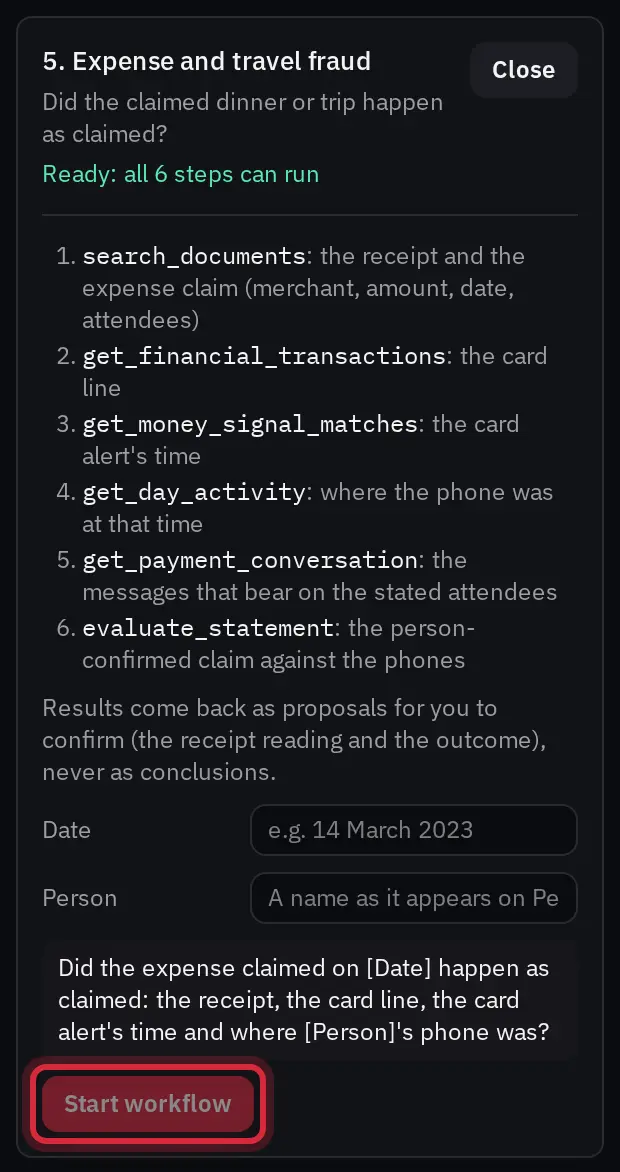 5. Expense and travel fraud
Close
Did the claimed dinner or trip happen
as claimed?
Ready: all 6 steps can run
1. search_documents: the receipt and the
expense claim (merchant, amount, date,
attendees)
2. get_financial_transactions: the card
line
3. get_money_signal_matches: the card
alert's time
4. get_day_activity: where the phone was
at that time
5. get_payment_conversation: the
messages that bear on the stated attendees
6. evaluate_statement: the person-
confirmed claim against the phones
Results come back as proposals for you to
confirm (the receipt reading and the outcome),
never as conclusions.
Date
e.g. 14 March 2023
Person
A name as it appears on Pe
Did the expense claimed on [Date] happen as
claimed: the receipt, the card line, the card
alert's time and where [Person]'s phone was?
Start workflow